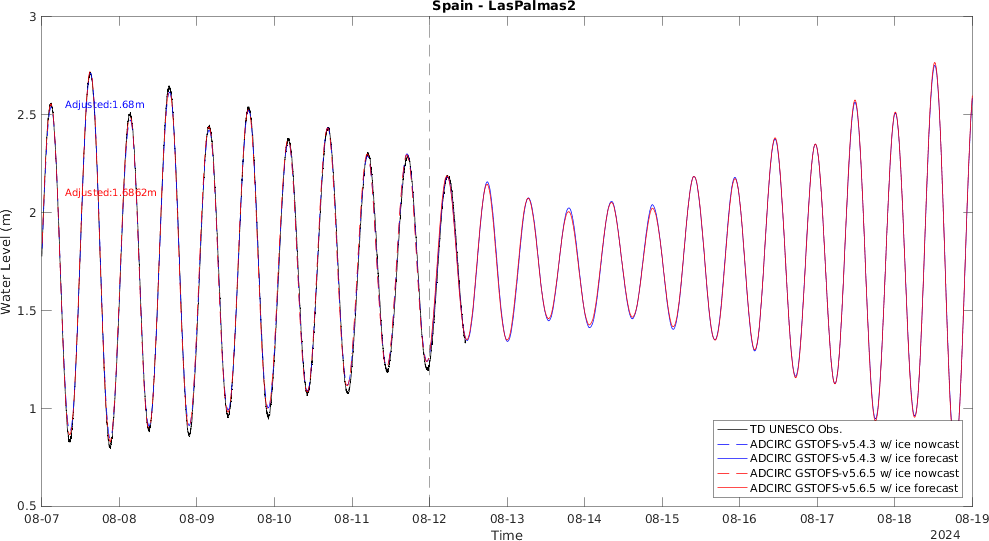 Spain - LasPalmas2
3
2.5
2
1.5
1
0.5
Water Level (m)
Adjusted:1.68m
Adjusted:1.6862m
TD UNESCO Obs.
ADCIRC GSTOFS-v5.4.3 w/ ice nowcast
ADCIRC GSTOFS-v5.4.3 w/ ice forecast
ADCIRC GSTOFS-v5.6.5 w/ ice nowcast
ADCIRC GSTOFS-v5.6.5 w/ ice forecast
08-07 08-08 08-09 08-10 08-11 08-12 08-13 08-14 08-15 08-16 08-17 08-18 08-19
Time
2024